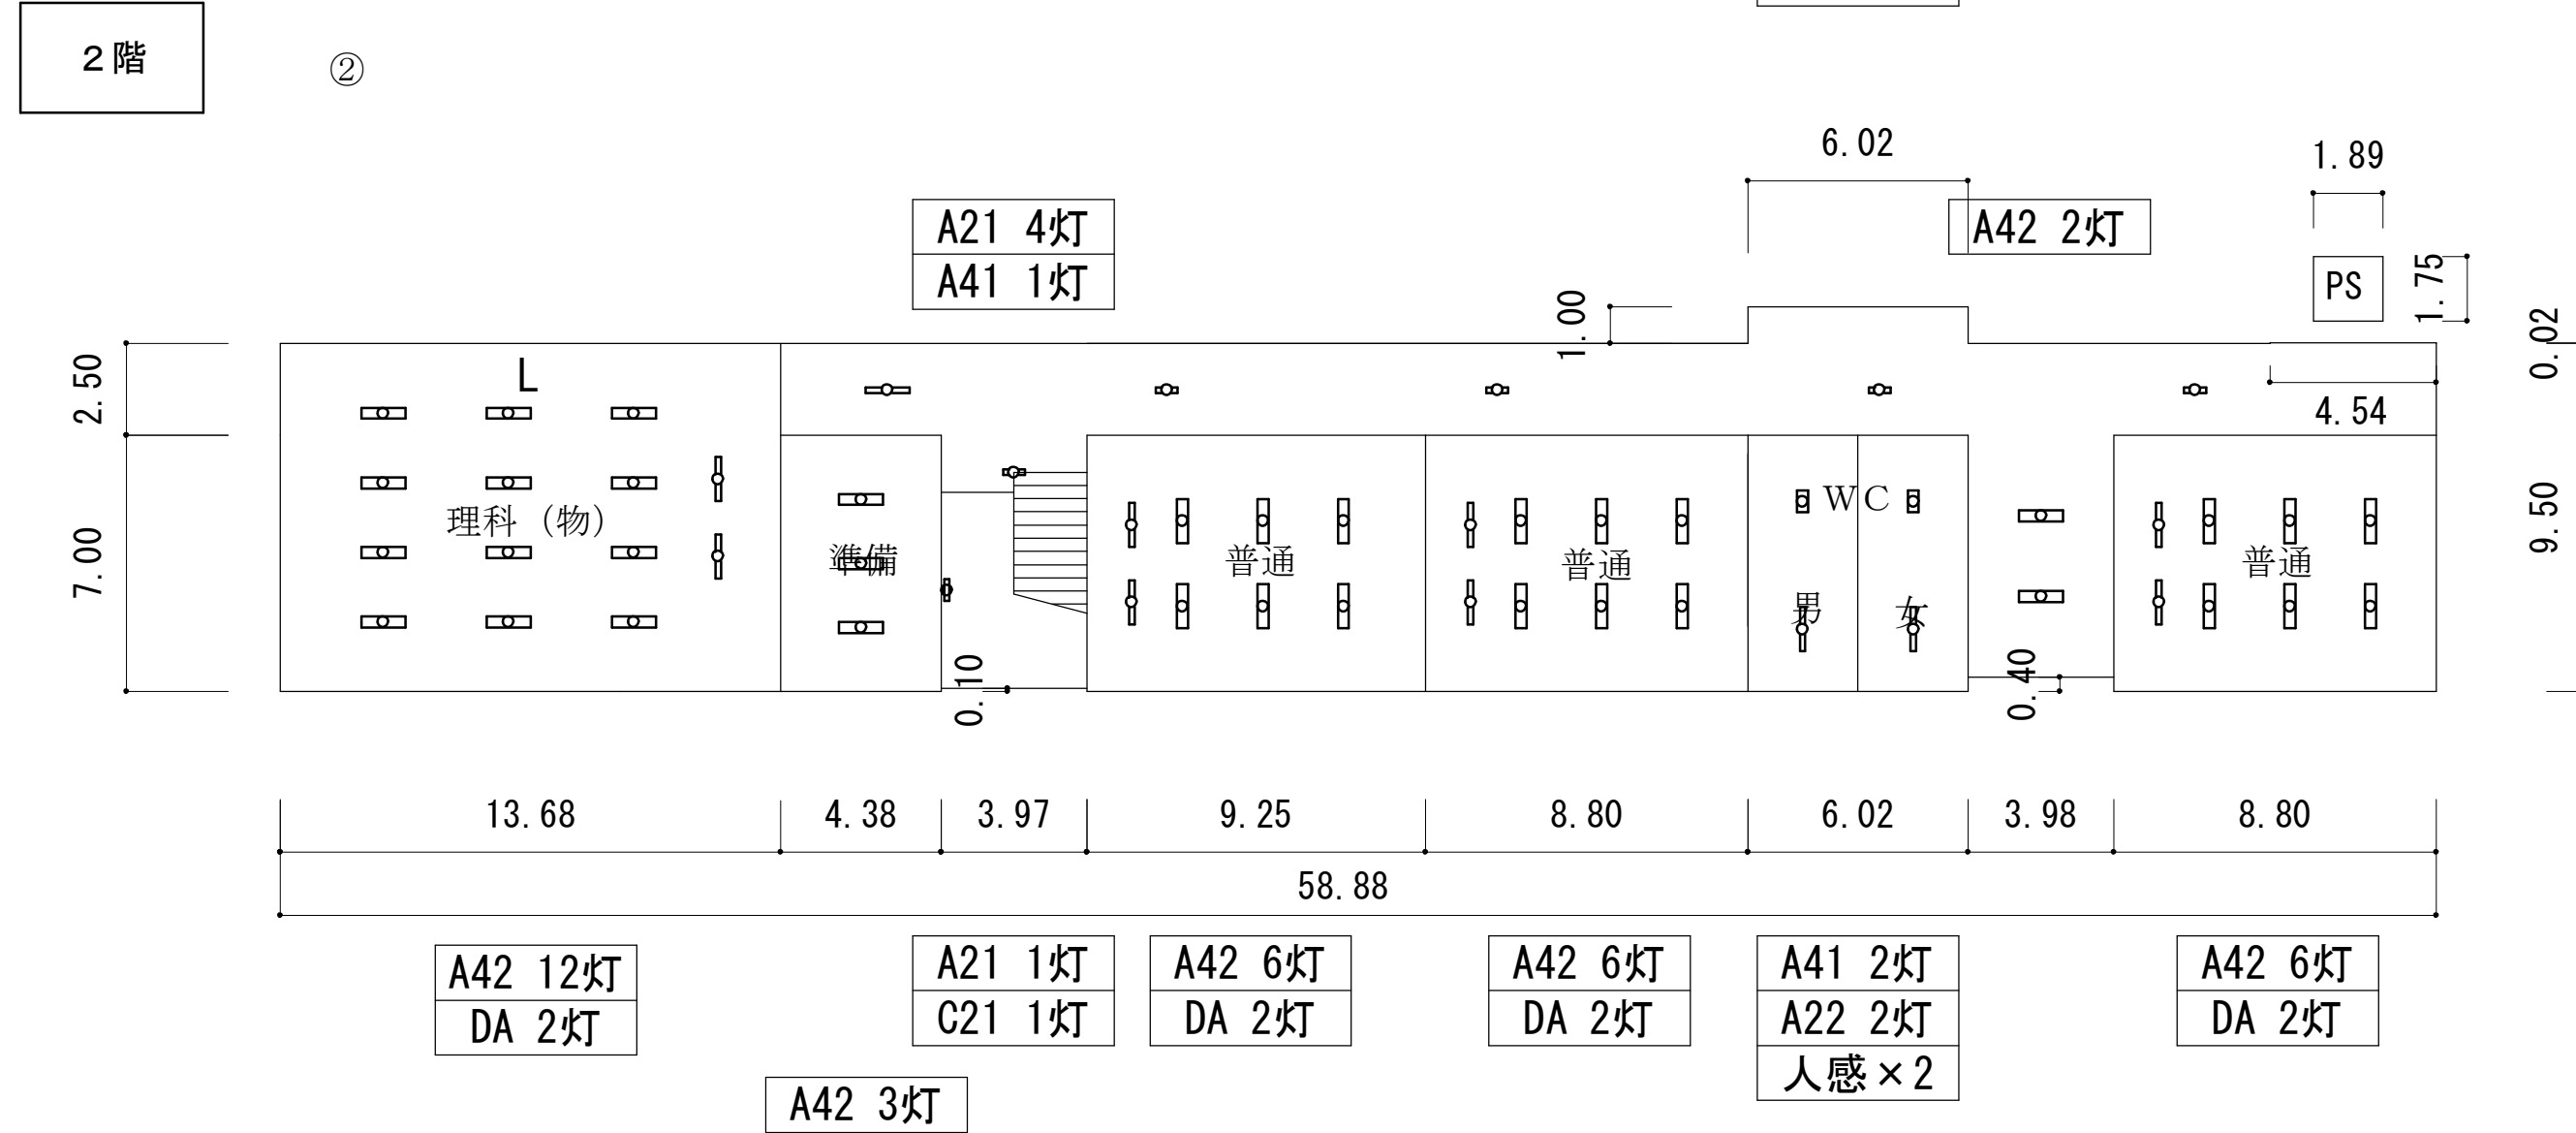 2階
②
6.02
1.89
A21 4灯
A41 1灯
A42 2灯
PS
1.75
1.00
0.02
2.50
L
4.54
7.00
9.50
理科(物)
準備
普通
普通
WC
男
女
普通
0.10
0.40
13.68
4.38
3.97
9.25
8.80
6.02
3.98
8.80
58.88
A42 12灯
DA 2灯
A21 1灯
C21 1灯
A42 6灯
DA 2灯
A42 6灯
DA 2灯
A41 2灯
A22 2灯
人感×2
A42 6灯
DA 2灯
A42 3灯